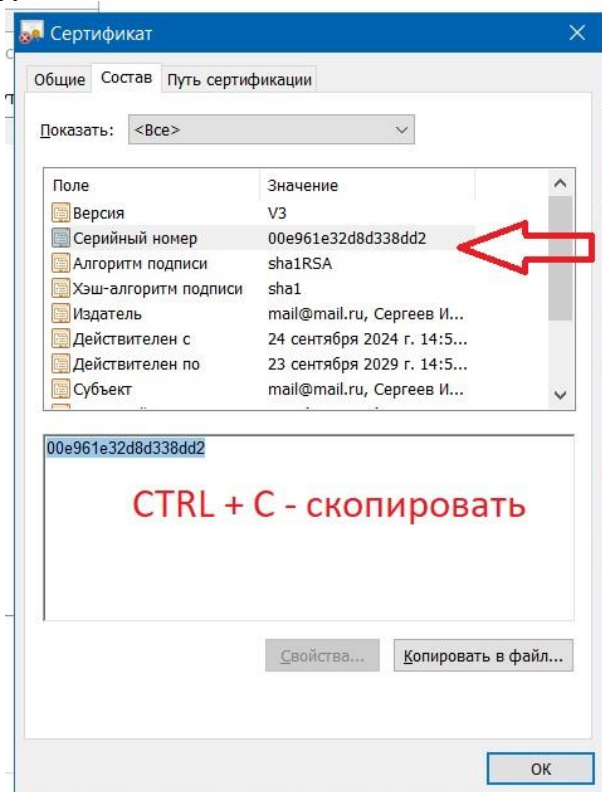 Сертификат
Общие Состав Путь сертификации
Показать: <Все>
Поле Значение
Версия V3
Серийный номер 00e961e32d8d338dd2
Алгоритм подписи sha1RSA
Хэш-алгоритм подписи sha1
Издатель mail@mail.ru, Сергеев И...
Действителен с 24 сентября 2024 г. 14:5...
Действителен по 23 сентября 2029 г. 14:5...
Субъект mail@mail.ru, Сергеев И...
00e961e32d8d338dd2
CTRL + C - скопировать
Свойства... Копировать в файл...
ОК